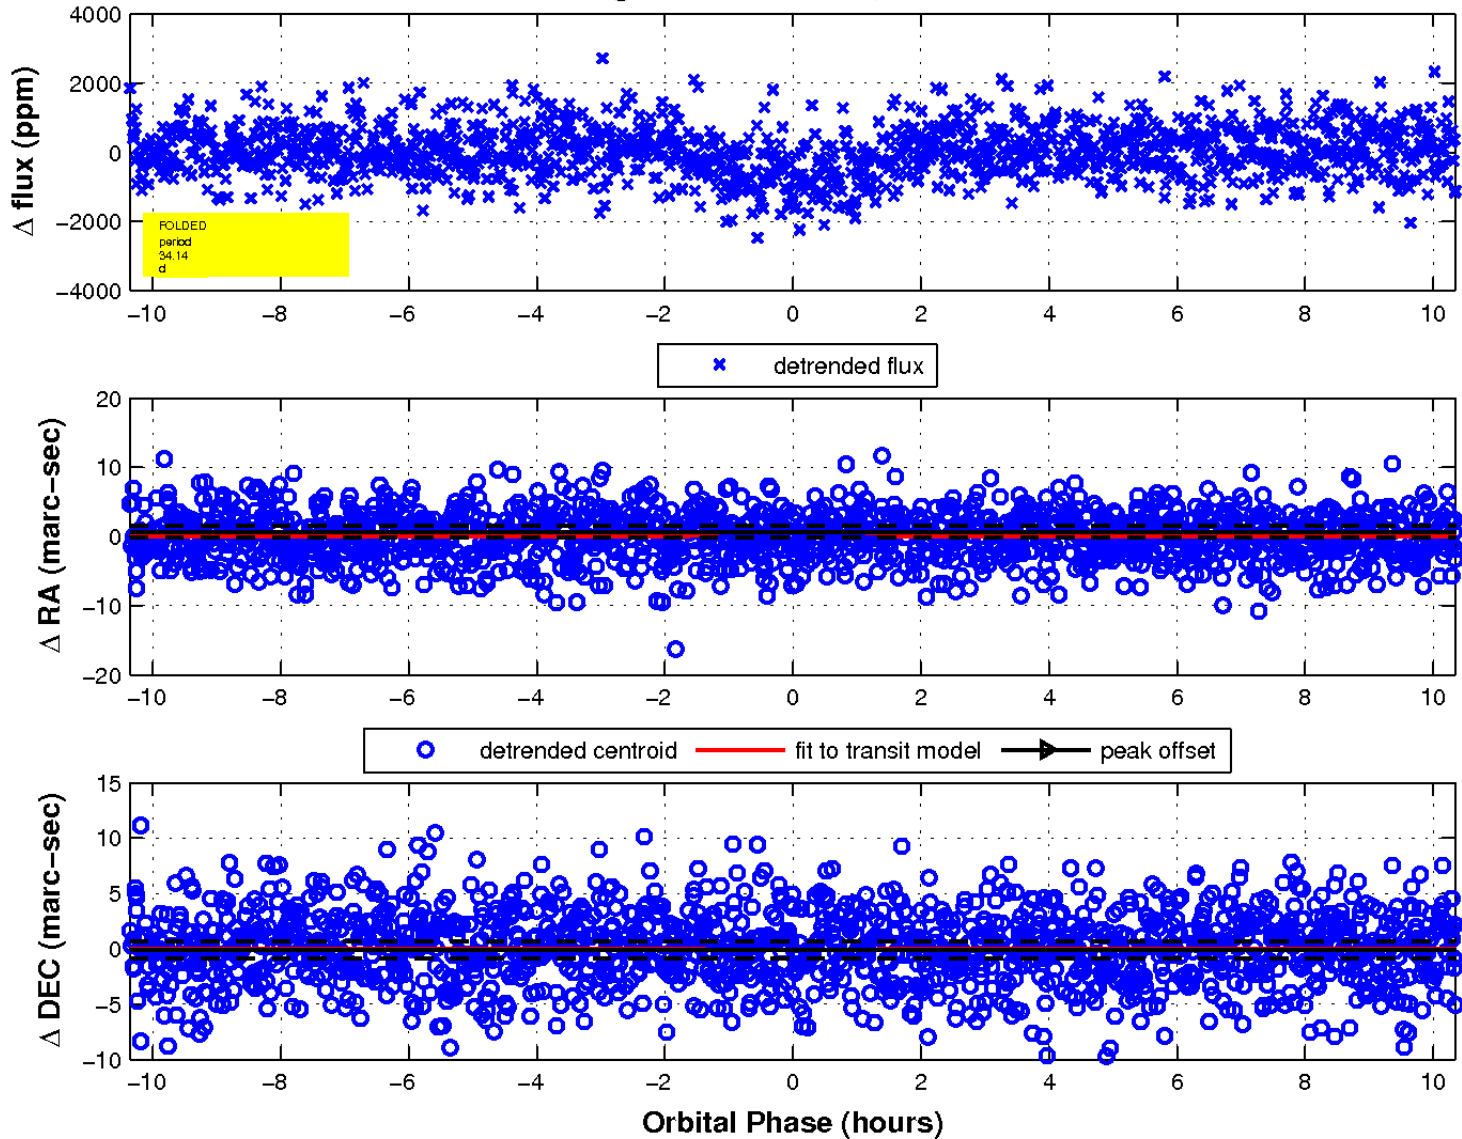 4000
2000
0
−2000
−4000
Δ flux (ppm)
FOLDED
period
34.14
d
−10 −8 −6 −4 −2 0 2 4 6 8 10
detrended flux
20
10
0
−10
−20
Δ RA (marc−sec)
−10 −8 −6 −4 −2 0 2 4 6 8 10
detrended centroid fit to transit model peak offset
15
10
5
0
−5
−10
Δ DEC (marc−sec)
−10 −8 −6 −4 −2 0 2 4 6 8 10
Orbital Phase (hours)